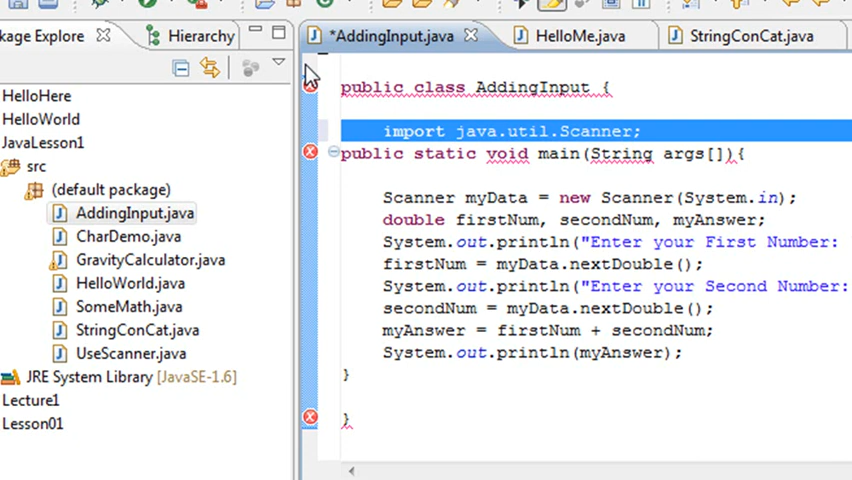 ckage Explore
Hierarchy
*AddingInput.java
HelloMe.java
StringConCat.java
HelloHere
HelloWorld
JavaLesson1
src
(default package)
AddingInput.java
CharDemo.java
GravityCalculator.java
HelloWorld.java
SomeMath.java
StringConCat.java
UseScanner.java
JRE System Library [JavaSE-1.6]
Lecture1
Lesson01
public class AddingInput {
import java.util.Scanner;
public static void main(String args[]){
Scanner myData = new Scanner(System.in);
double firstNum, secondNum, myAnswer;
System.out.println("Enter your First Number:
firstNum = myData.nextDouble();
System.out.println("Enter your Second Number:
secondNum = myData.nextDouble();
myAnswer = firstNum + secondNum;
System.out.println(myAnswer);
}
}